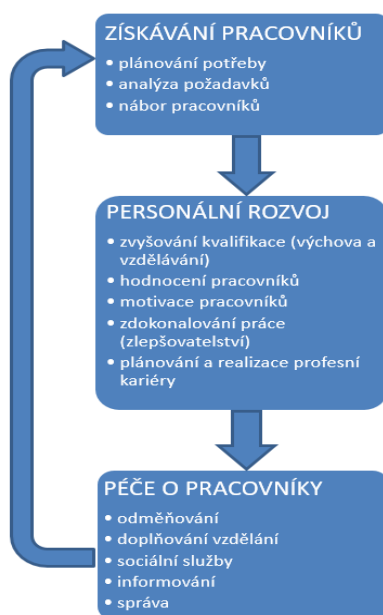 ZÍSKÁVÁNÍ PRACOVNÍKŮ
• plánování potřeby
• analýza požadavků
• nábor pracovníků
PERSONÁLNÍ ROZVOJ
• zvyšování kvalifikace (výchova a
vzdělávání)
• hodnocení pracovníků
• motivace pracovníků
• zdokonalování práce
(zlepšovatelství)
• plánování a realizace profesní
kariéry
PÉČE O PRACOVNÍKY
• odměňování
• doplňování vzdělání
• sociální služby
• informování
• správa